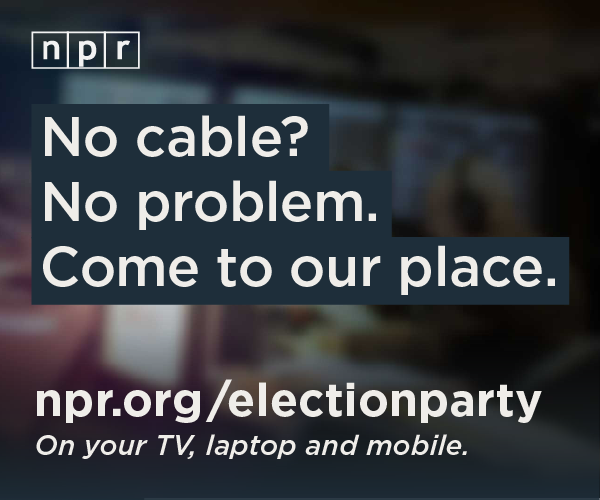 npr
No cable?
No problem.
Come to our place.
npr.org/electionparty
On your TV, laptop and mobile.